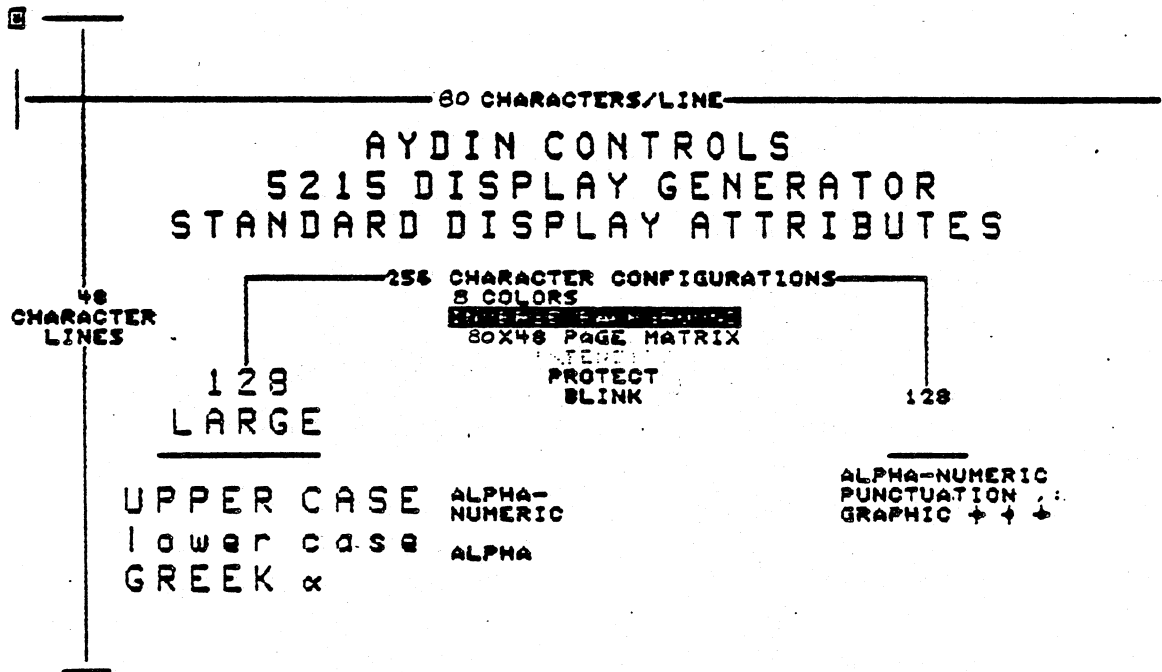 80 CHARACTERS/LINE
AYDIN CONTROLS
5215 DISPLAY GENERATOR
STANDARD DISPLAY ATTRIBUTES
256 CHARACTER CONFIGURATIONS
8 COLORS
80X48 PAGE MATRIX
PROTECT
BLINK
48
CHARACTER
LINES
128
LARGE
128
UPPER CASE
ALPHA-
NUMERIC
lower case
ALPHA
GREEK α
ALPHA-NUMERIC
PUNCTUATION , :
GRAPHIC